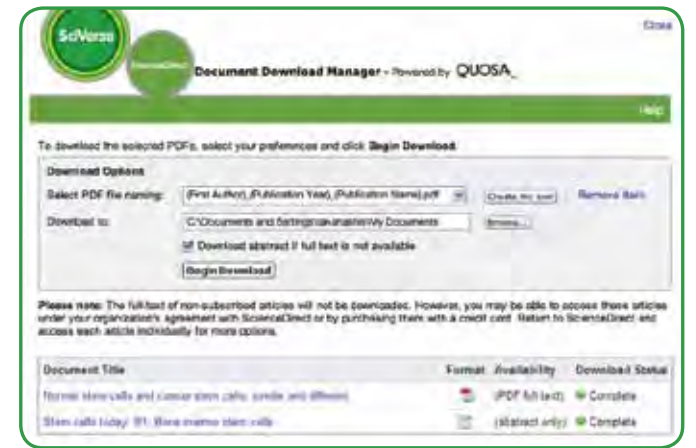 SciVerse
Close
ScienceDirect
Document Download Manager - Powered by QUOSA
Help
To download the selected PDFs, select your preferences and click Begin Download.
Download Options
Select PDF file naming: (First Author), (Publication Year), (Publication Name).pdf
Remove
Download to: C:\Documents and Settings My Documents Browse...
Download abstract if full text is not available
Begin Download
Please note: The full-text of non-subscribed articles will not be downloaded. However, you may be able to access these articles
under your organization's agreement with ScienceDirect or by purchasing them with a credit card. Return to ScienceDirect and
access each article individually for more options.
Document Title Format Availability Download Status
Normal stem cells and cancer stem cells: similar and different (PDF full text) Complete
Stem cells today: B1. Bone marrow stem cells (abstract only) Complete